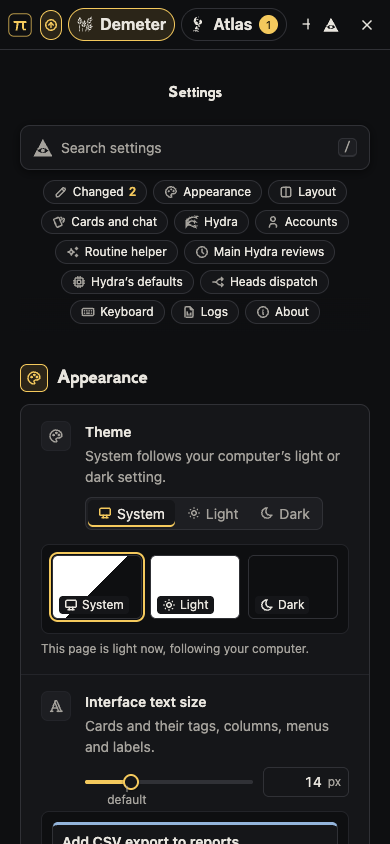 π Demeter Atlas 1
Settings
Search settings /
Changed 2 Appearance Layout
Cards and chat Hydra Accounts
Routine helper Main Hydra reviews
Hydra's defaults Heads dispatch
Keyboard Logs About
Appearance
Theme
System follows your computer's light or
dark setting.
System Light Dark
System Light Dark
This page is light now, following your computer.
Interface text size
Cards and their tags, columns, menus
and labels.
14 px
default
Add CSV export to reports